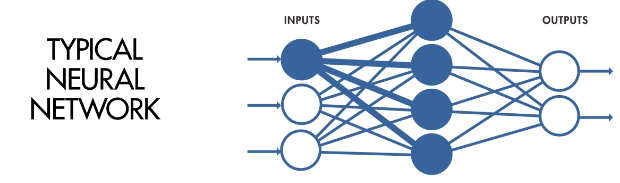 TYPICAL
NEURAL
NETWORK
INPUTS
OUTPUTS